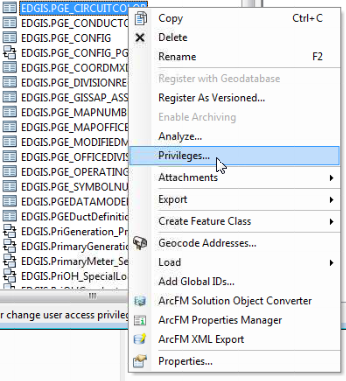 EDGIS.PGE_CIRCUITCOLOR
EDGIS.PGE_CONDUCTO
EDGIS.PGE_CONFIG
EDGIS.PGE_CONFIG_PG
EDGIS.PGE_COORDMXD
EDGIS.PGE_DIVISIONRE
EDGIS.PGE_GISSAP_ASS
EDGIS.PGE_MAPNUMB
EDGIS.PGE_MAPOFFICE
EDGIS.PGE_MODIFIEDM
EDGIS.PGE_OFFICEDIVIS
EDGIS.PGE_OPERATING
EDGIS.PGE_SYMBOLNU
EDGIS.PGEDATAMODEL
EDGIS.PGEDuctDefinitio
EDGIS.PriGeneration_Pr
EDGIS.PrimaryGeneratio
EDGIS.PrimaryMeter_Se
EDGIS.PriOH_SpecialLoa
r change user access privileg
Copy Ctrl+C
Delete
Rename F2
Register with Geodatabase
Register As Versioned...
Enable Archiving
Analyze...
Privileges...
Attachments
Export
Create Feature Class
Geocode Addresses...
Load
Add Global IDs...
ArcFM Solution Object Converter
ArcFM Properties Manager
ArcFM XML Export
Properties...